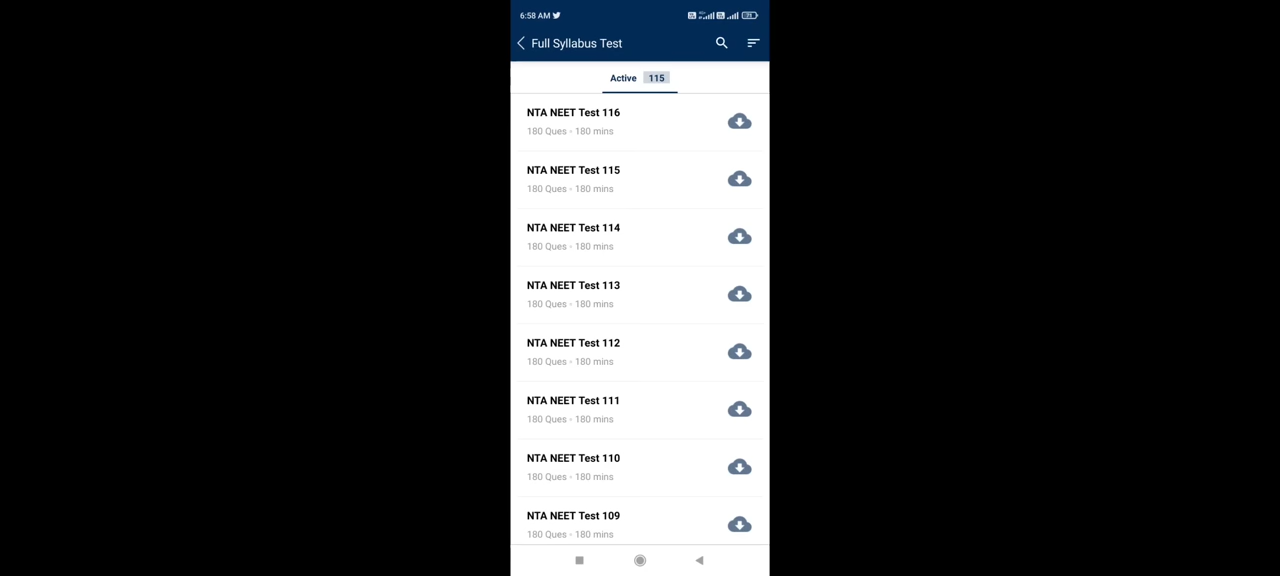 6:58 AM
Full Syllabus Test
Active 115
NTA NEET Test 116
180 Ques • 180 mins
NTA NEET Test 115
180 Ques • 180 mins
NTA NEET Test 114
180 Ques • 180 mins
NTA NEET Test 113
180 Ques • 180 mins
NTA NEET Test 112
180 Ques • 180 mins
NTA NEET Test 111
180 Ques • 180 mins
NTA NEET Test 110
180 Ques • 180 mins
NTA NEET Test 109
180 Ques • 180 mins